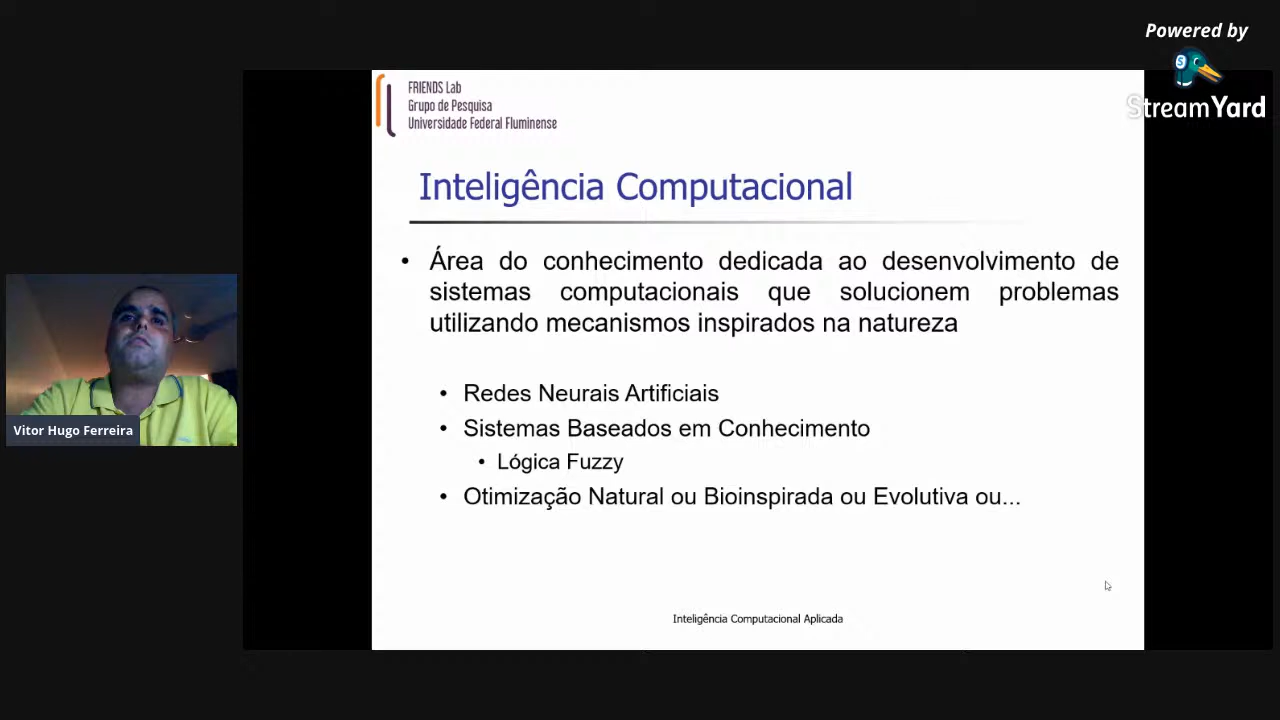 Powered by
StreamYard
FRIENDS Lab
Grupo de Pesquisa
Universidade Federal Fluminense
Inteligência Computacional
• Área do conhecimento dedicada ao desenvolvimento de
sistemas computacionais que solucionem problemas
utilizando mecanismos inspirados na natureza
• Redes Neurais Artificiais
• Sistemas Baseados em Conhecimento
• Lógica Fuzzy
• Otimização Natural ou Bioinspirada ou Evolutiva ou...
Vitor Hugo Ferreira
Inteligência Computacional Aplicada